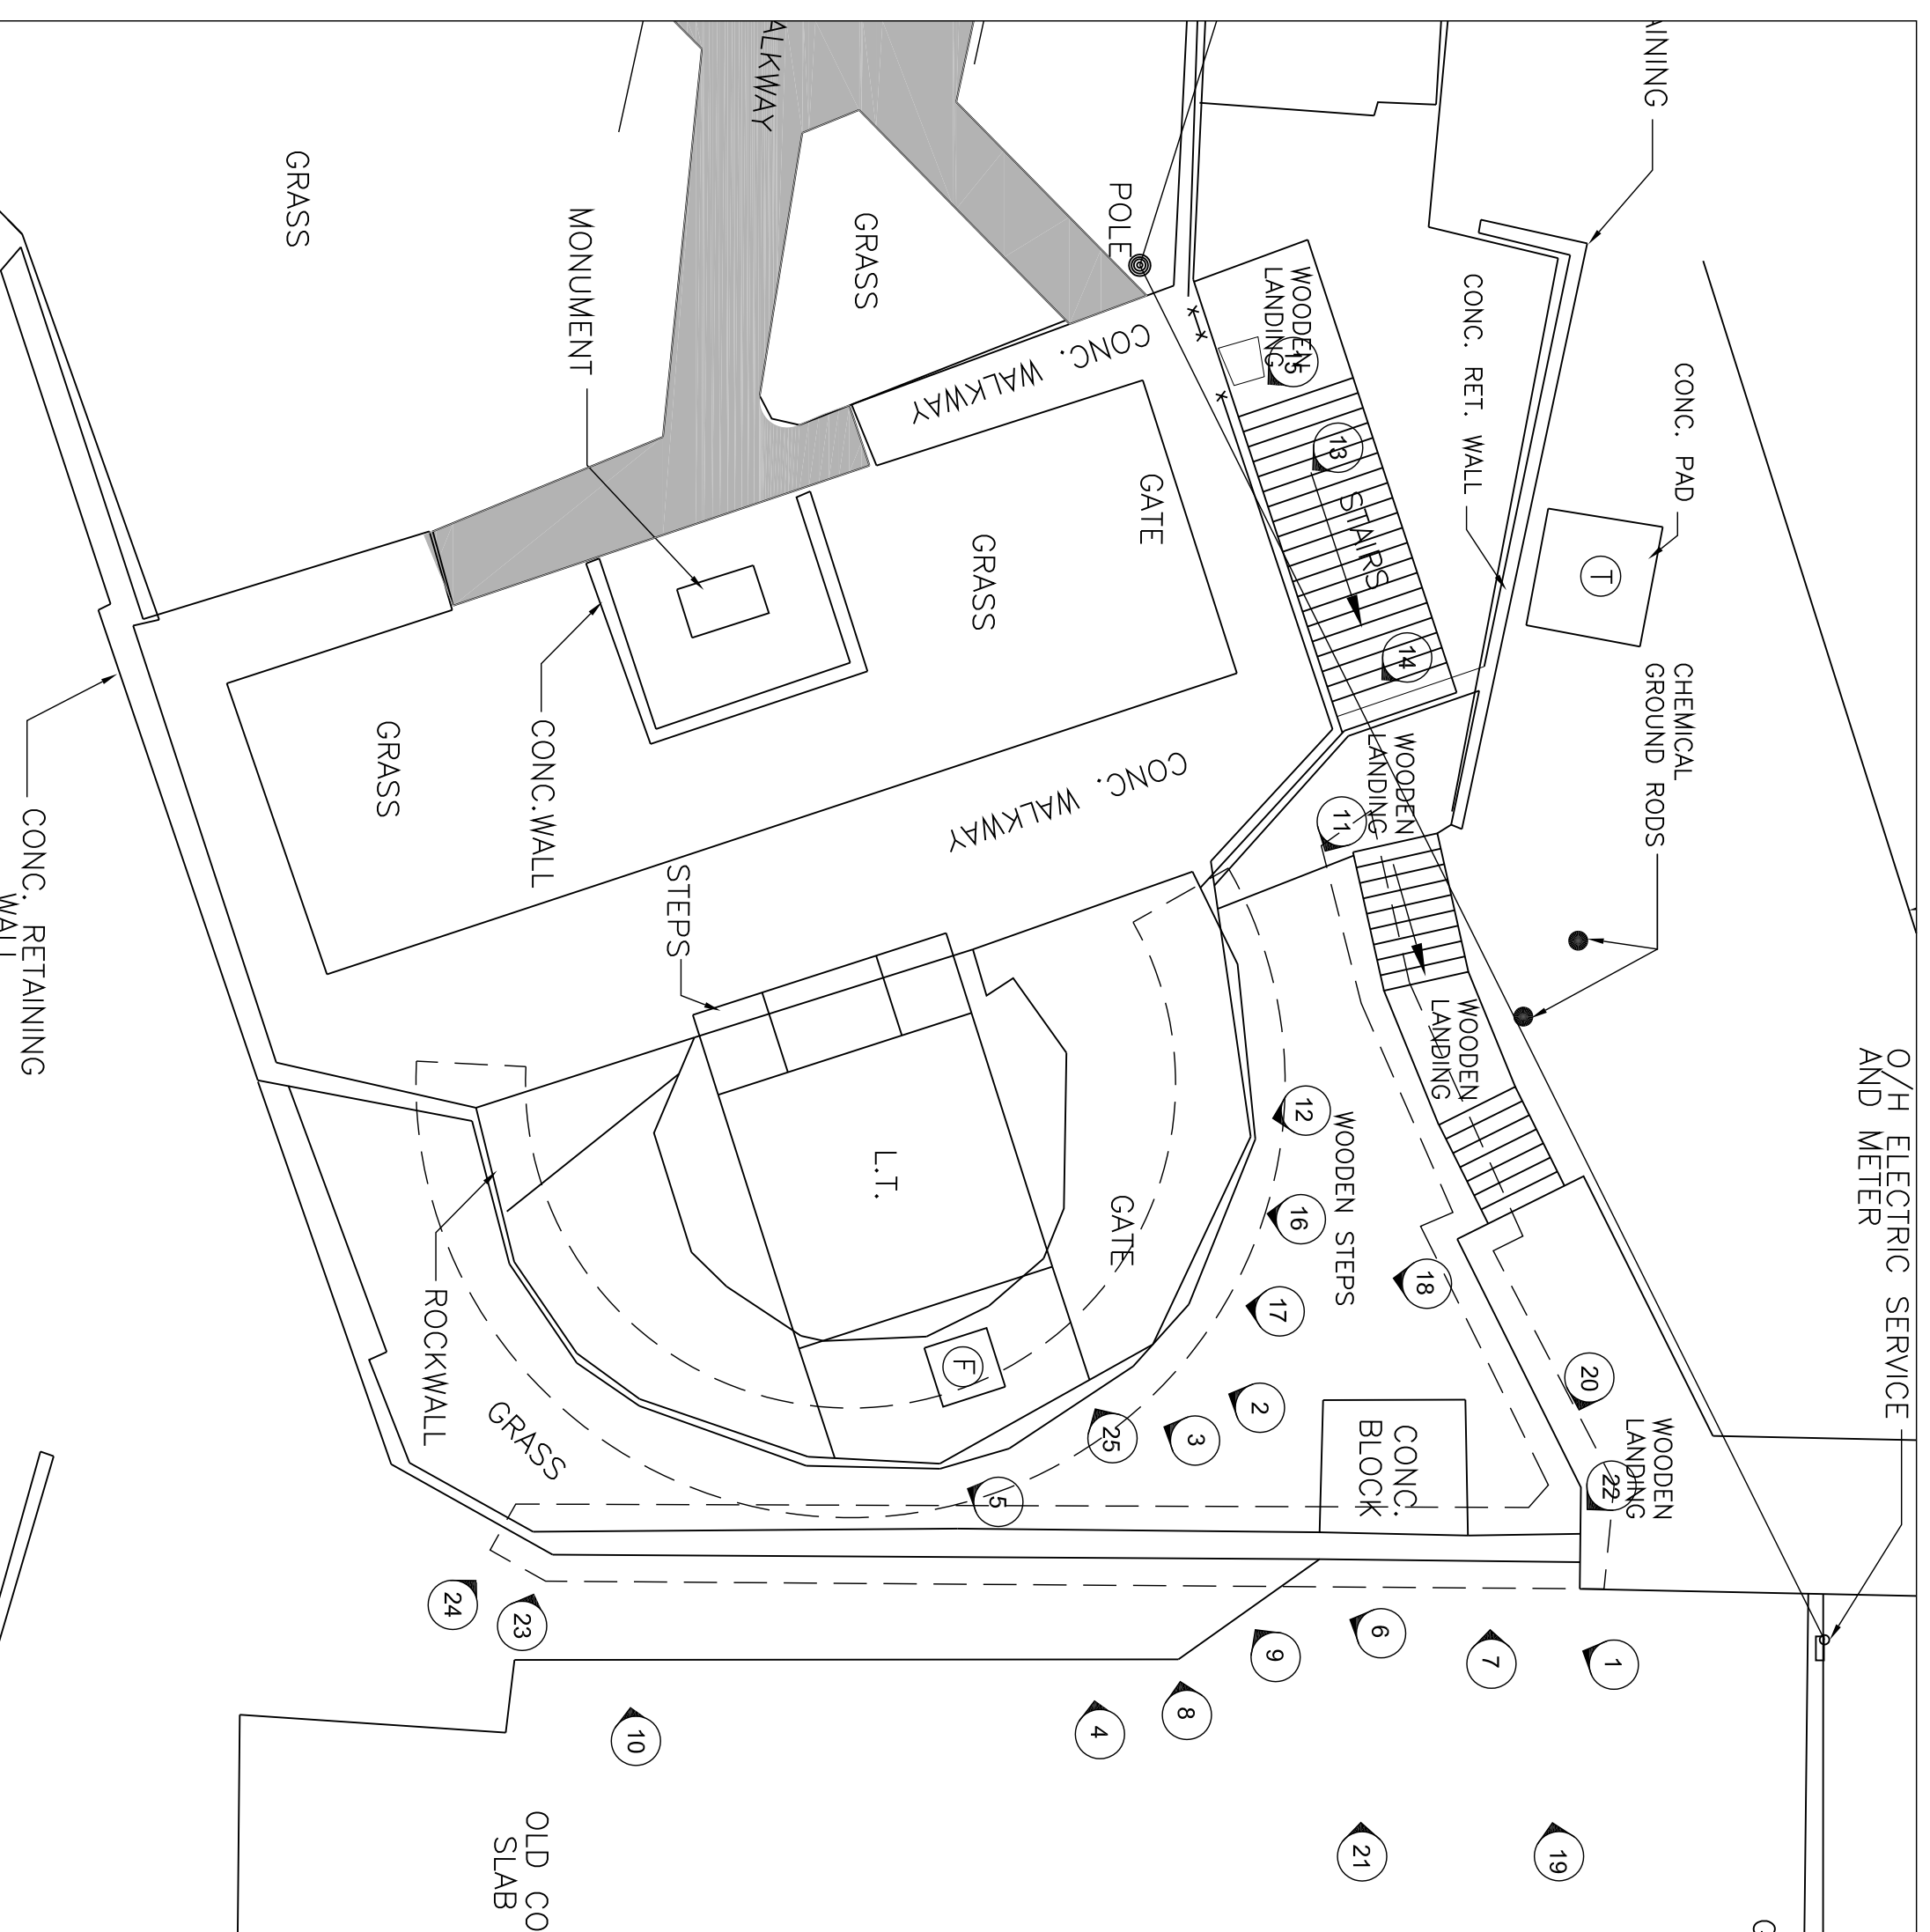 AINING
ALKWAY
GRASS
MONUMENT
GRASS
POLE
WOODEN
LANDING
15
CONC. RET. WALL
CONC. PAD
T
CONC. WALKWAY
13
STAIRS
14
GATE
GRASS
CHEMICAL
GROUND RODS
GRASS
CONC.WALL
CONC. WALKWAY
WOODEN
LANDING
11
STEPS
CONC. RETAINING
WALL
WOODEN
LANDING
O/H ELECTRIC SERVICE
AND METER
12
WOODEN STEPS
L.T.
GATE
16
17
18
ROCKWALL
F
GRASS
20
2
3
25
5
CONC.
BLOCK
WOODEN
LANDING
22
24
23
6
9
7
1
8
4
10
21
19
OLD CO
SLAB